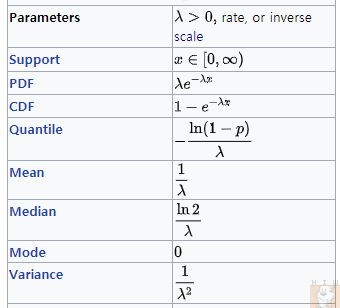 Parameters λ > 0, rate, or inverse
scale
Support x ∈ [0, ∞)
PDF λe^{−λx}
CDF 1 − e^{−λx}
Quantile −ln(1 − p)/λ
Mean 1/λ
Median ln 2/λ
Mode 0
Variance 1/λ²